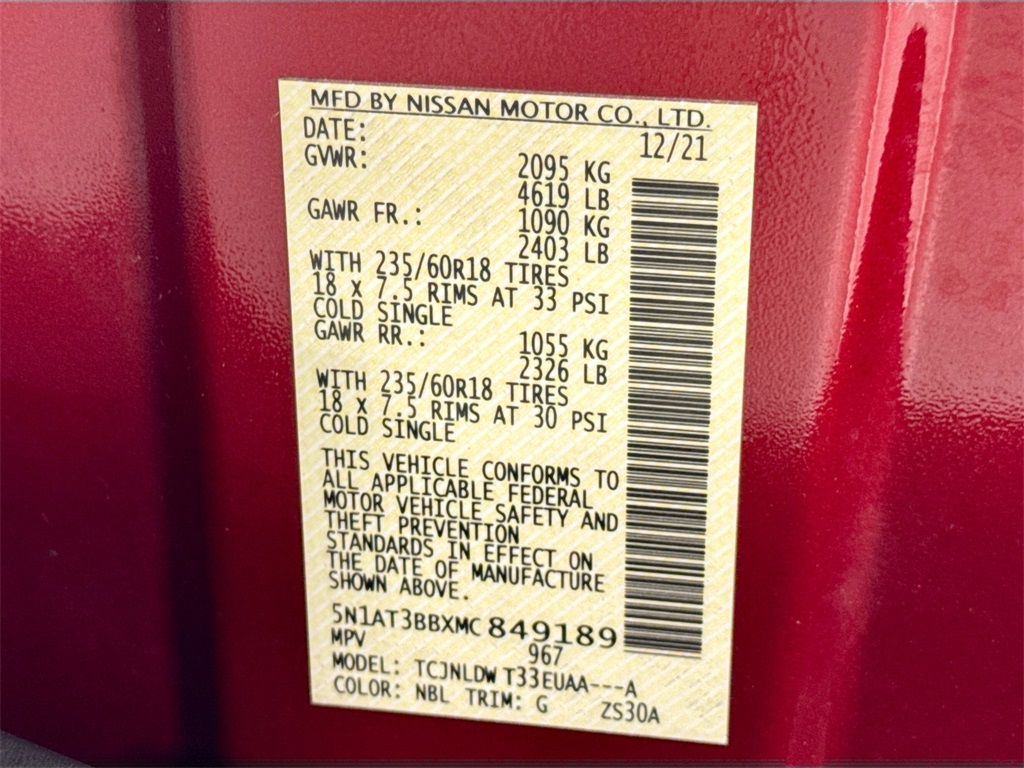 MFD BY NISSAN MOTOR CO., LTD.
DATE: 12/21
GVWR: 2095 KG
4619 LB
GAWR FR.: 1090 KG
2403 LB
WITH 235/60R18 TIRES
18 x 7.5 RIMS AT 33 PSI
COLD SINGLE
GAWR RR.: 1055 KG
2326 LB
WITH 235/60R18 TIRES
18 x 7.5 RIMS AT 30 PSI
COLD SINGLE
THIS VEHICLE CONFORMS TO
ALL APPLICABLE FEDERAL
MOTOR VEHICLE SAFETY AND
THEFT PREVENTION
STANDARDS IN EFFECT ON
THE DATE OF MANUFACTURE
SHOWN ABOVE.
5N1AT3BBXMC849189
MPV 967
MODEL: TCJNLDW T33EUAA---A
COLOR: NBL TRIM: G ZS30A